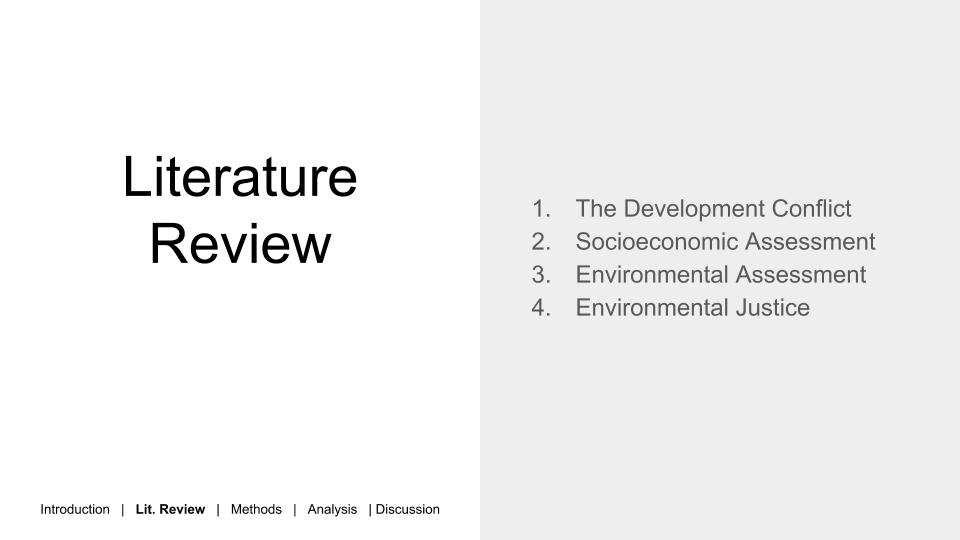 Literature
Review
1. The Development Conflict
2. Socioeconomic Assessment
3. Environmental Assessment
4. Environmental Justice
Introduction | Lit. Review | Methods | Analysis | Discussion